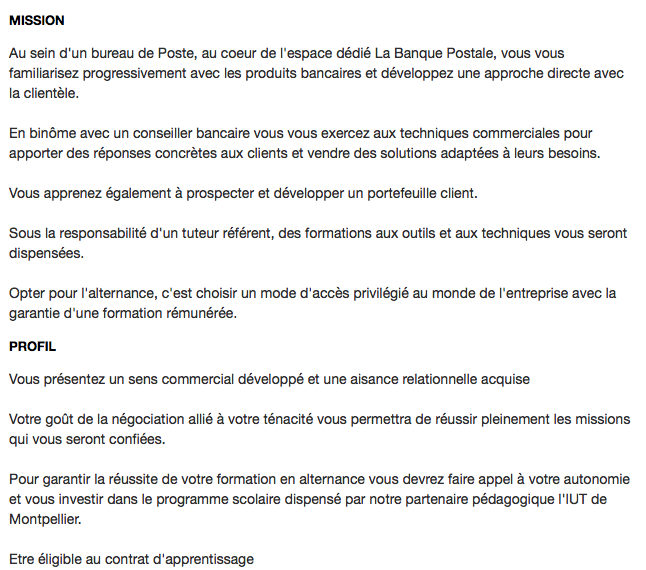 MISSION
Au sein d'un bureau de Poste, au coeur de l'espace dédié La Banque Postale, vous vous
familiarisez progressivement avec les produits bancaires et développez une approche directe avec
la clientèle.
En binôme avec un conseiller bancaire vous vous exercez aux techniques commerciales pour
apporter des réponses concrètes aux clients et vendre des solutions adaptées à leurs besoins.
Vous apprenez également à prospecter et développer un portefeuille client.
Sous la responsabilité d'un tuteur référent, des formations aux outils et aux techniques vous seront
dispensées.
Opter pour l'alternance, c'est choisir un mode d'accès privilégié au monde de l'entreprise avec la
garantie d'une formation rémunérée.
PROFIL
Vous présentez un sens commercial développé et une aisance relationnelle acquise
Votre goût de la négociation allié à votre ténacité vous permettra de réussir pleinement les missions
qui vous seront confiées.
Pour garantir la réussite de votre formation en alternance vous devrez faire appel à votre autonomie
et vous investir dans le programme scolaire dispensé par notre partenaire pédagogique l'IUT de
Montpellier.
Etre éligible au contrat d'apprentissage